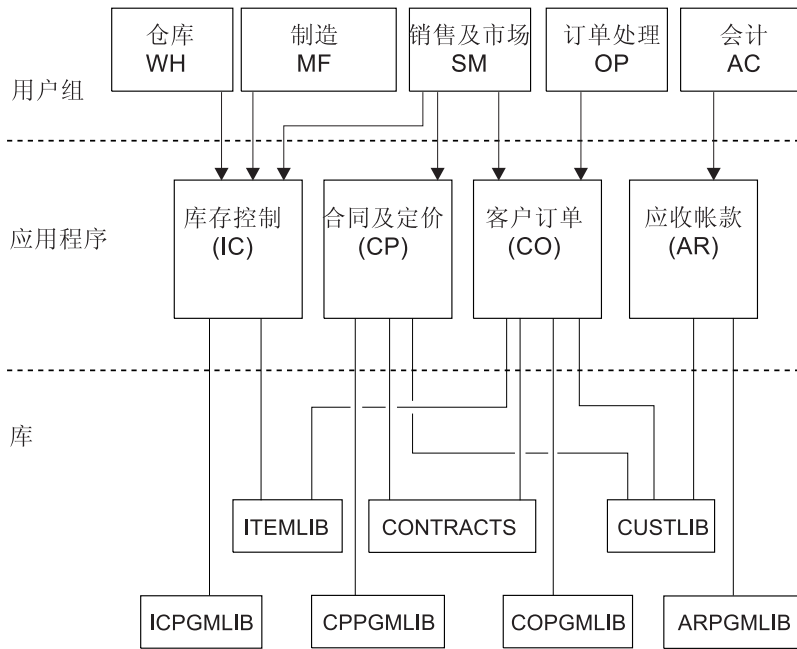 仓库
WH
制造
MF
销售及市场
SM
订单处理
OP
会计
AC
用户组
应用程序
库存控制
(IC)
合同及定价
(CP)
客户订单
(CO)
应收帐款
(AR)
库
ITEMLIB
CONTRACTS
CUSTLIB
ICPGMLIB
CPPGMLIB
COPGMLIB
ARPGMLIB